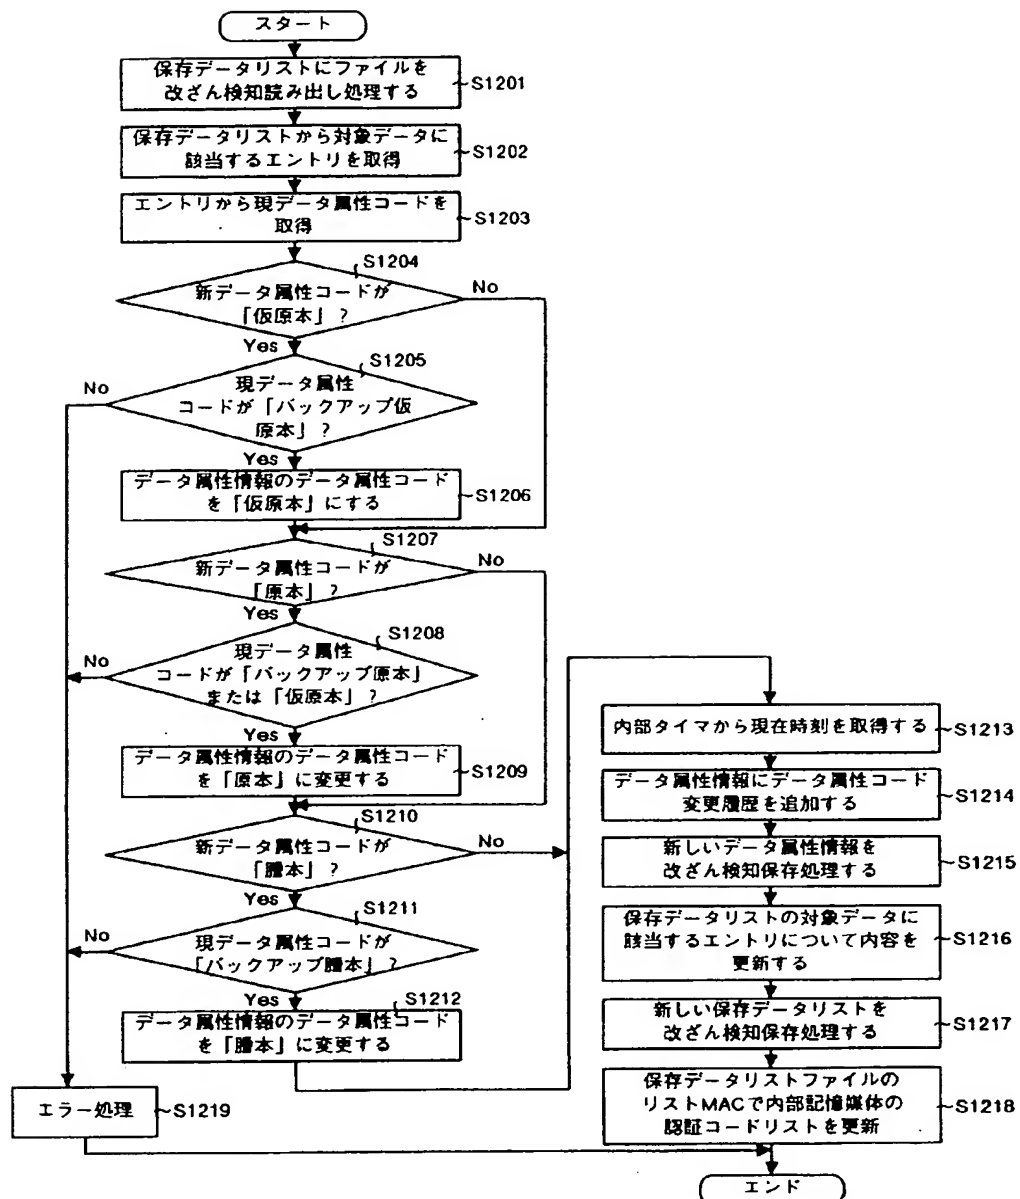 スタート
保存データリストにファイルを
改ざん検知読み出し処理する
S1201
保存データリストから対象データに
該当するエントリを取得
S1202
エントリから現データ属性コードを
取得
S1203
S1204
新データ属性コードが
「仮原本」?
No
Yes
S1205
現データ属性
コードが「バックアップ仮
原本」?
No
Yes
データ属性情報のデータ属性コード
を「仮原本」にする
S1206
S1207
新データ属性コードが
「原本」?
No
Yes
S1208
現データ属性
コードが「バックアップ原本」
または「仮原本」?
No
Yes
データ属性情報のデータ属性コード
を「原本」に変更する
S1209
S1210
新データ属性コードが
「謄本」?
No
Yes
S1211
現データ属性コードが
「バックアップ謄本」?
No
Yes
S1212
データ属性情報のデータ属性コード
を「謄本」に変更する
内部タイマから現在時刻を取得する
S1213
データ属性情報にデータ属性コード
変更履歴を追加する
S1214
新しいデータ属性情報を
改ざん検知保存処理する
S1215
保存データリストの対象データに
該当するエントリについて内容を
更新する
S1216
新しい保存データリストを
改ざん検知保存処理する
S1217
保存データリストファイルの
リストMACで内部記憶媒体の
認証コードリストを更新
S1218
エラー処理
S1219
エンド